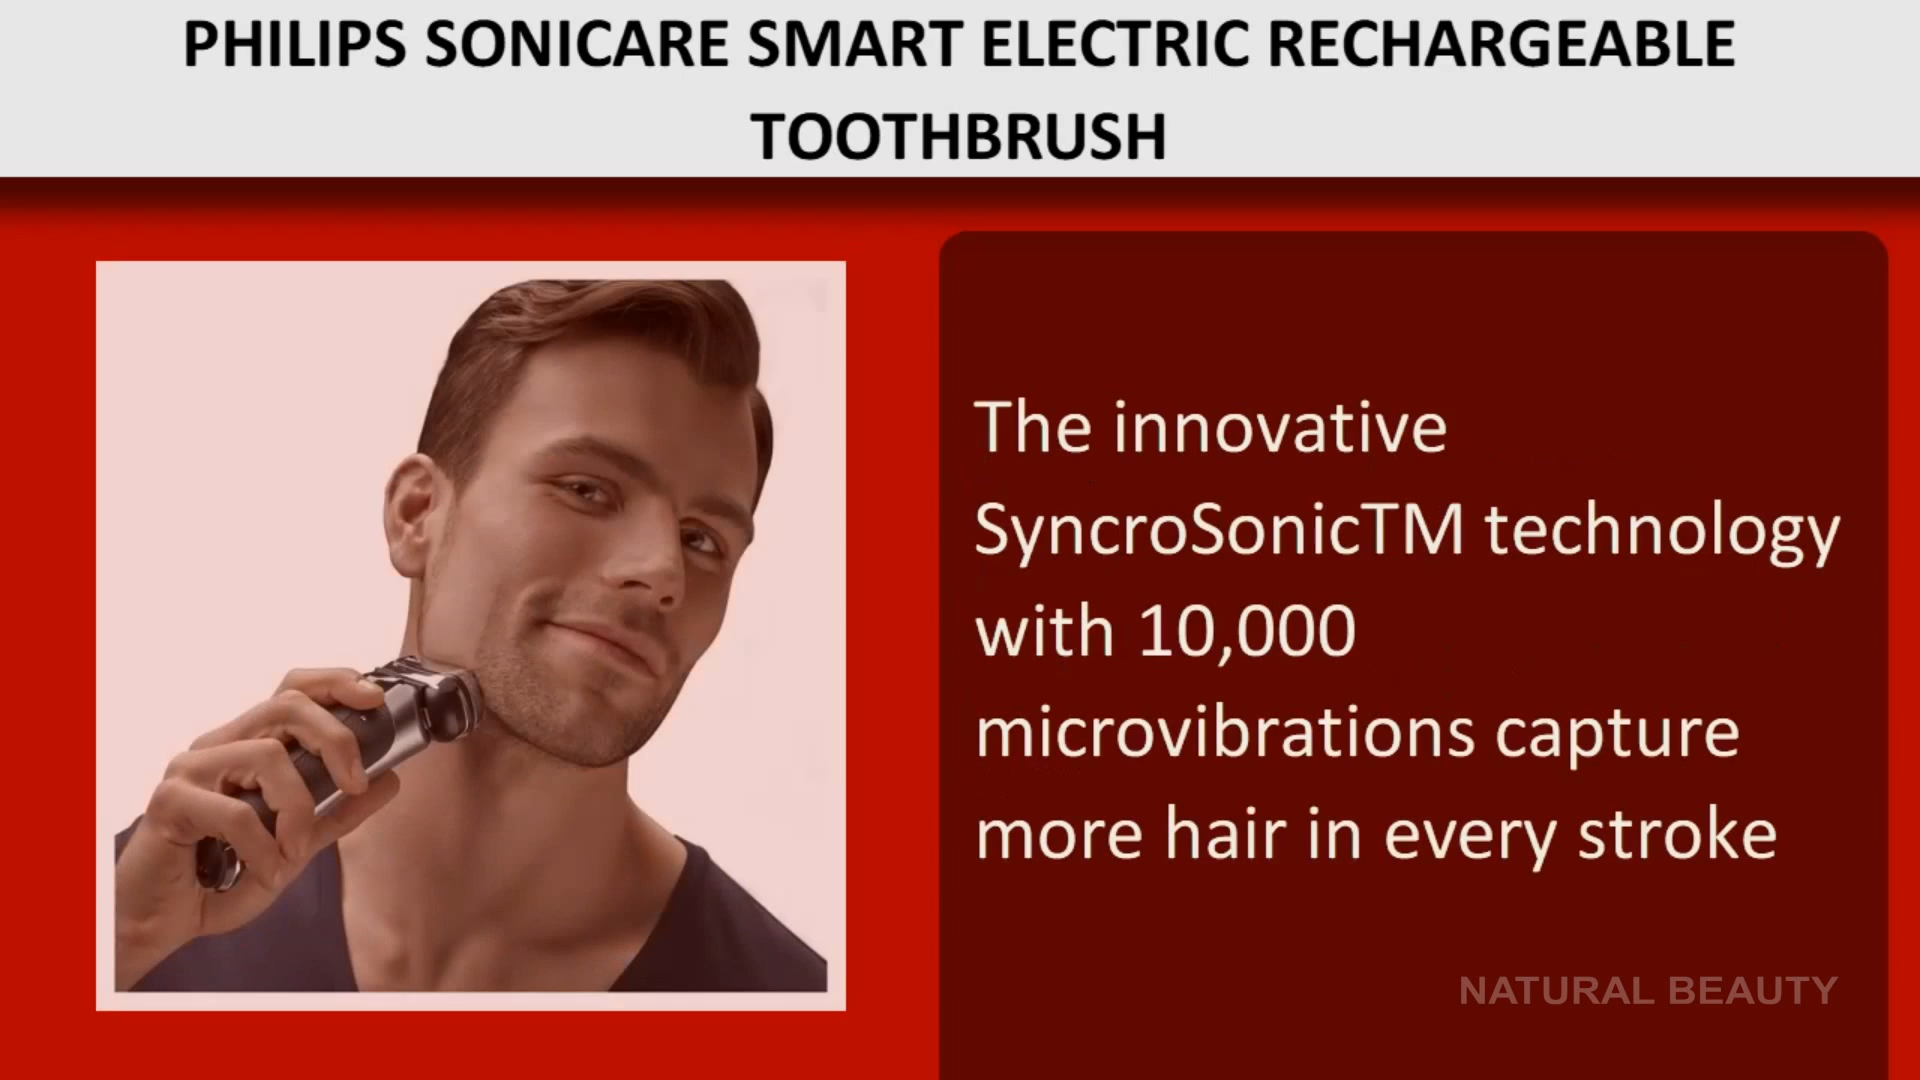 PHILIPS SONICARE SMART ELECTRIC RECHARGEABLE
TOOTHBRUSH
The innovative
SyncroSonicTM technology
with 10,000
microvibrations capture
more hair in every stroke
NATURAL BEAUTY